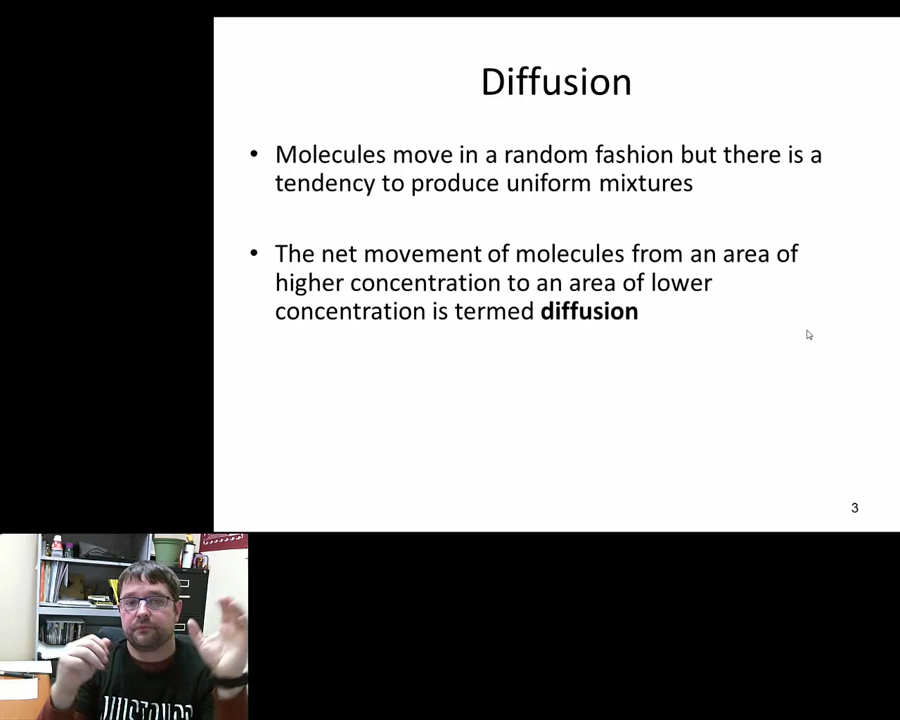 Diffusion
• Molecules move in a random fashion but there is a
tendency to produce uniform mixtures
• The net movement of molecules from an area of
higher concentration to an area of lower
concentration is termed diffusion
3